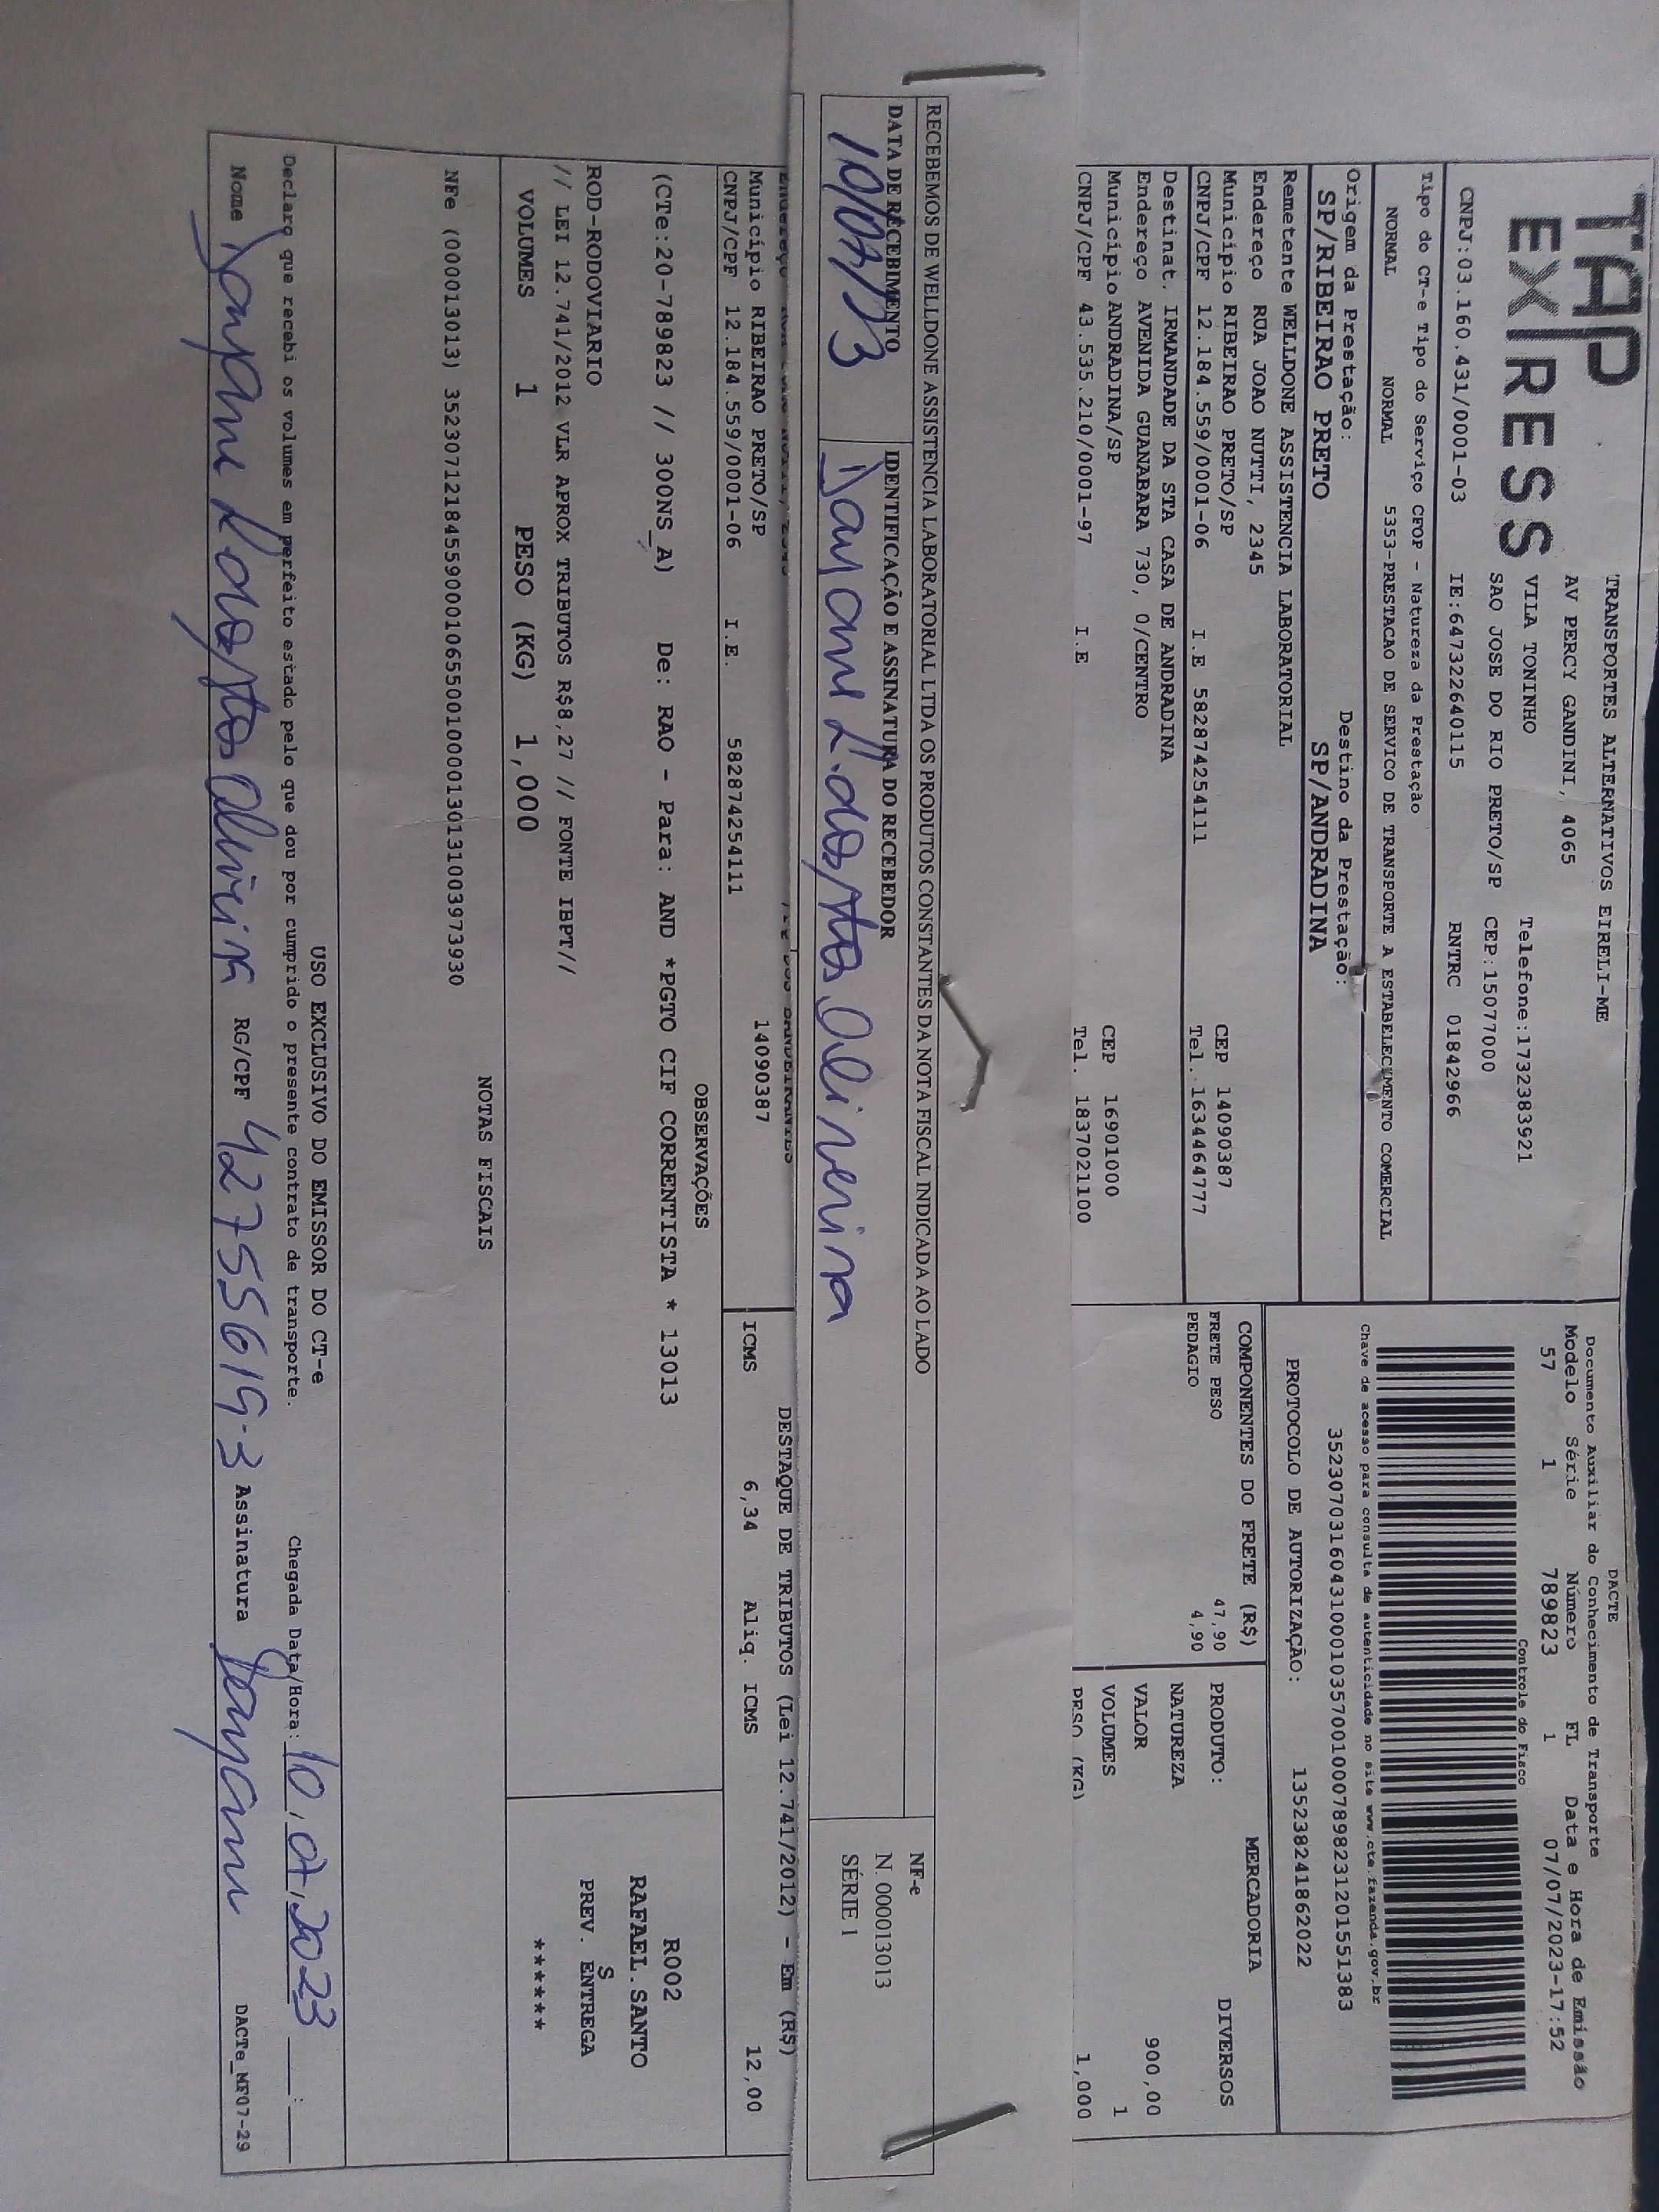 TAP
EX/RESS
TRANSPORTES ALTERNATIVOS EIRELI-ME
AV PERCY GANDINI, 4065
VILA TONINHO Telefone:1732383921
SAO JOSE DO RIO PRETO/SP CEP:15077000
CNPJ:03.160.431/0001-03 IE:647322640115 RNTRC 01842966
Tipo do CT-e Tipo do Serviço CFOP - Natureza da Prestação
NORMAL NORMAL 5353-PRESTACAO DE SERVICO DE TRANSPORTE A ESTABELECIMENTO COMERCIAL
Origem da Prestação: Destino da Prestação:
SP/RIBEIRAO PRETO SP/ANDRADINA
Remetente WELLDONE ASSISTENCIA LABORATORIAL
Endereço RUA JOAO NUTTI, 2345
Município RIBEIRAO PRETO/SP CEP 14090387
CNPJ/CPF 12.184.559/0001-06 I.E 582874254111 Tel. 1634464777
Destinat. IRMANDADE DA STA CASA DE ANDRADINA
Endereço AVENIDA GUANABARA 730, 0/CENTRO
Município ANDRADINA/SP CEP 16901000
CNPJ/CPF 43.535.210/0001-97 I.E Tel. 1837021100
DACTE
Documento Auxiliar do Conhecimento de Transporte
Modelo Série Número FL Data e Hora de Emissão
57 1 789823 1 07/07/2023-17:52
Controle do Fisco
Chave de acesso para consulta de autenticidade no site www.cte.fazenda.gov.br
35230703160431000103570010007898231201551383
PROTOCOLO DE AUTORIZAÇÃO: 135238241862022
COMPONENTES DO FRETE (R$)
FRETE PESO 47,90
PEDAGIO 4,90
MERCADORIA
PRODUTO: DIVERSOS
NATUREZA
VALOR 900,00
VOLUMES 1
PESO (KG) 1,000
RECEBEMOS DE WELLDONE ASSISTENCIA LABORATORIAL LTDA OS PRODUTOS CONSTANTES DA NOTA FISCAL INDICADA AO LADO
DATA DE RECEBIMENTO IDENTIFICAÇÃO E ASSINATURA DO RECEBEDOR
10/07/23 Dayane L. dos Stos Oliveira
NF-e
N. 000013013
SÉRIE 1
Município RIBEIRAO PRETO/SP 14090387
CNPJ/CPF 12.184.559/0001-06 I.E. 582874254111
DESTAQUE DE TRIBUTOS (Lei 12.741/2012) - Em (R$)
ICMS 6,34 Aliq. ICMS 12,00
OBSERVAÇÕES
(CTe:20-789823 // 300NS_A) De: RAO - Para: AND *PGTO CIF CORRENTISTA * 13013
ROD-RODOVIARIO
// LEI 12.741/2012 VLR APROX TRIBUTOS R$8,27 // FONTE IBPT//
R002
RAFAEL.SANTO
S
PREV. ENTREGA
******
VOLUMES 1 PESO (KG) 1,000
NOTAS FISCAIS
NFe (000013013) 35230712184559000106550010000130131003973930
USO EXCLUSIVO DO EMISSOR DO CT-e
Declaro que recebi os volumes em perfeito estado pelo que dou por cumprido o presente contrato de transporte. Chegada Data/Hora: 10/07/2023 ___:___
Nome Dayane L dos Stos Oliveira RG/CPF 42755619-3 Assinatura Dayane DACTe_MF07-29